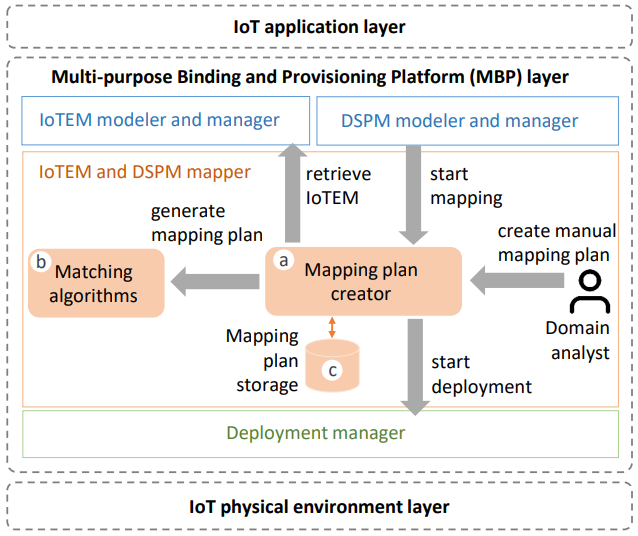 IoT application layer
Multi-purpose Binding and Provisioning Platform (MBP) layer
IoTEM modeler and manager
DSPM modeler and manager
IoTEM and DSPM mapper
retrieve
IoTEM
start
mapping
generate
mapping plan
create manual
mapping plan
b
Matching
algorithms
a
Mapping plan
creator
Domain
analyst
Mapping
plan
storage
c
start
deployment
Deployment manager
IoT physical environment layer